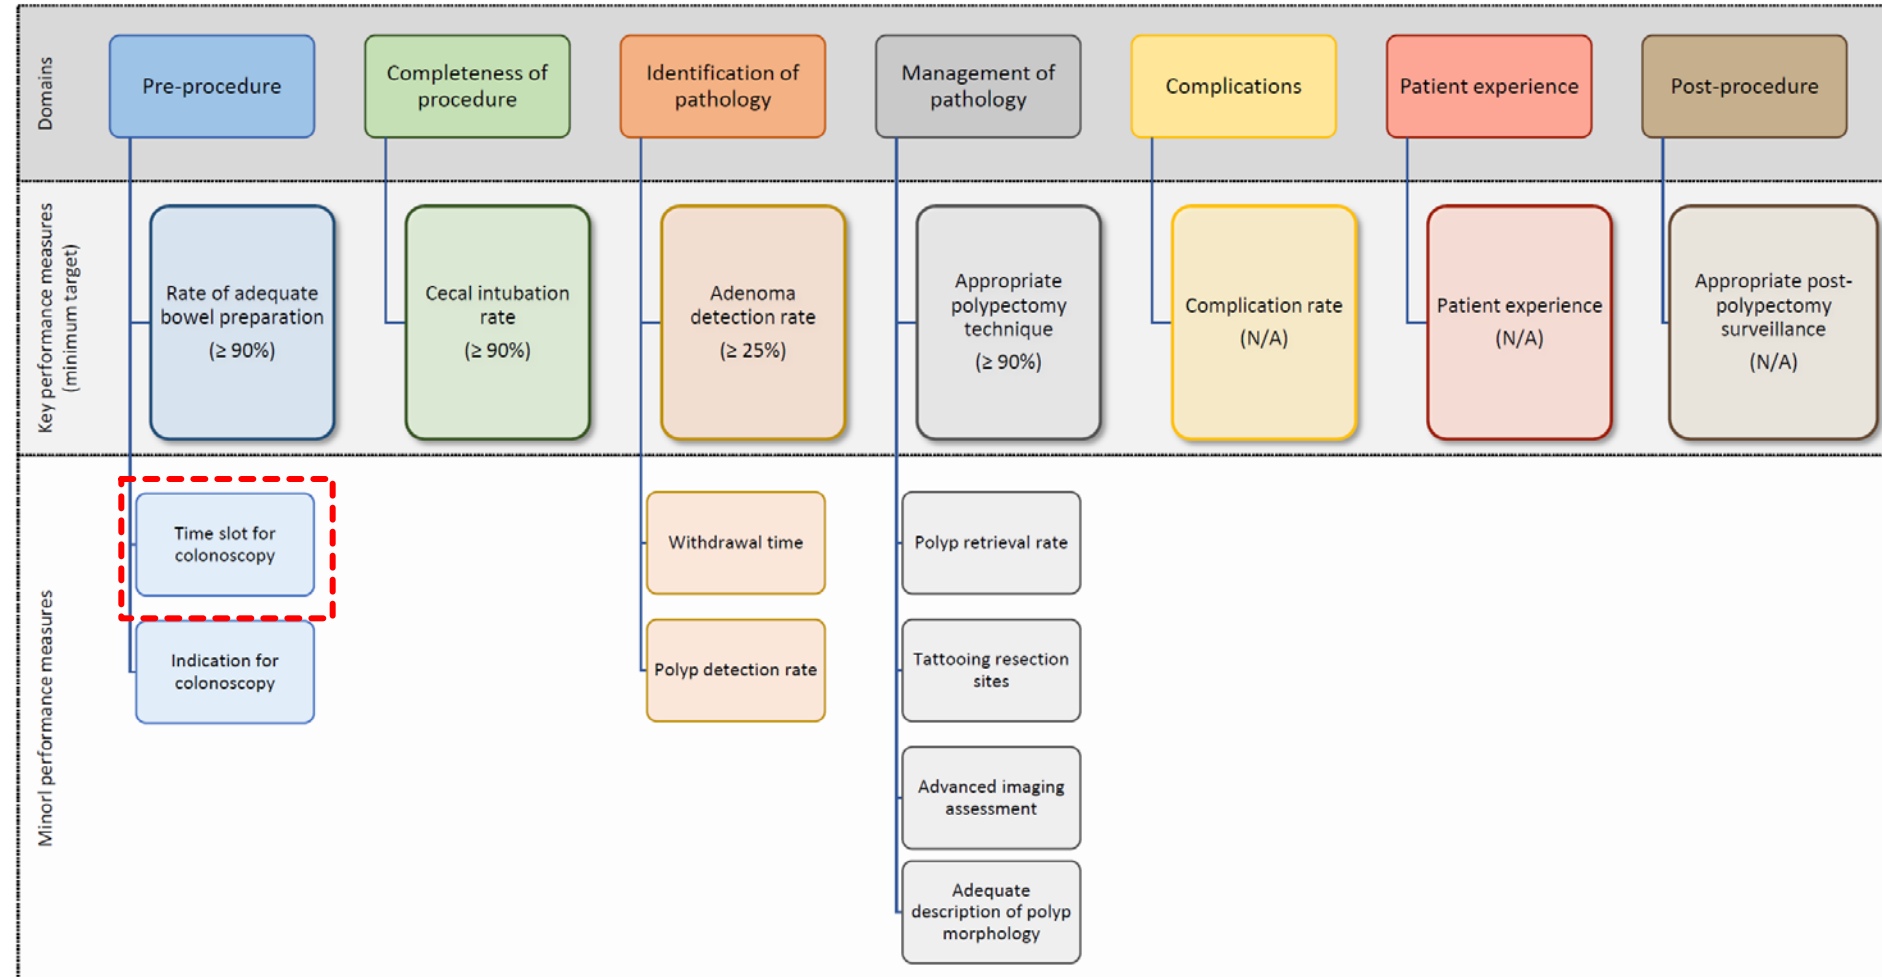 Domains
Pre-procedure
Completeness of
procedure
Identification of
pathology
Management of
pathology
Complications
Patient experience
Post-procedure
Key performance measures
(minimum target)
Rate of adequate
bowel preparation
(≥ 90%)
Cecal intubation
rate
(≥ 90%)
Adenoma
detection rate
(≥ 25%)
Appropriate
polypectomy
technique
(≥ 90%)
Complication rate
(N/A)
Patient experience
(N/A)
Appropriate post-
polypectomy
surveillance
(N/A)
Minorl performance measures
Time slot for
colonoscopy
Indication for
colonoscopy
Withdrawal time
Polyp detection rate
Polyp retrieval rate
Tattooing resection
sites
Advanced imaging
assessment
Adequate
description of polyp
morphology